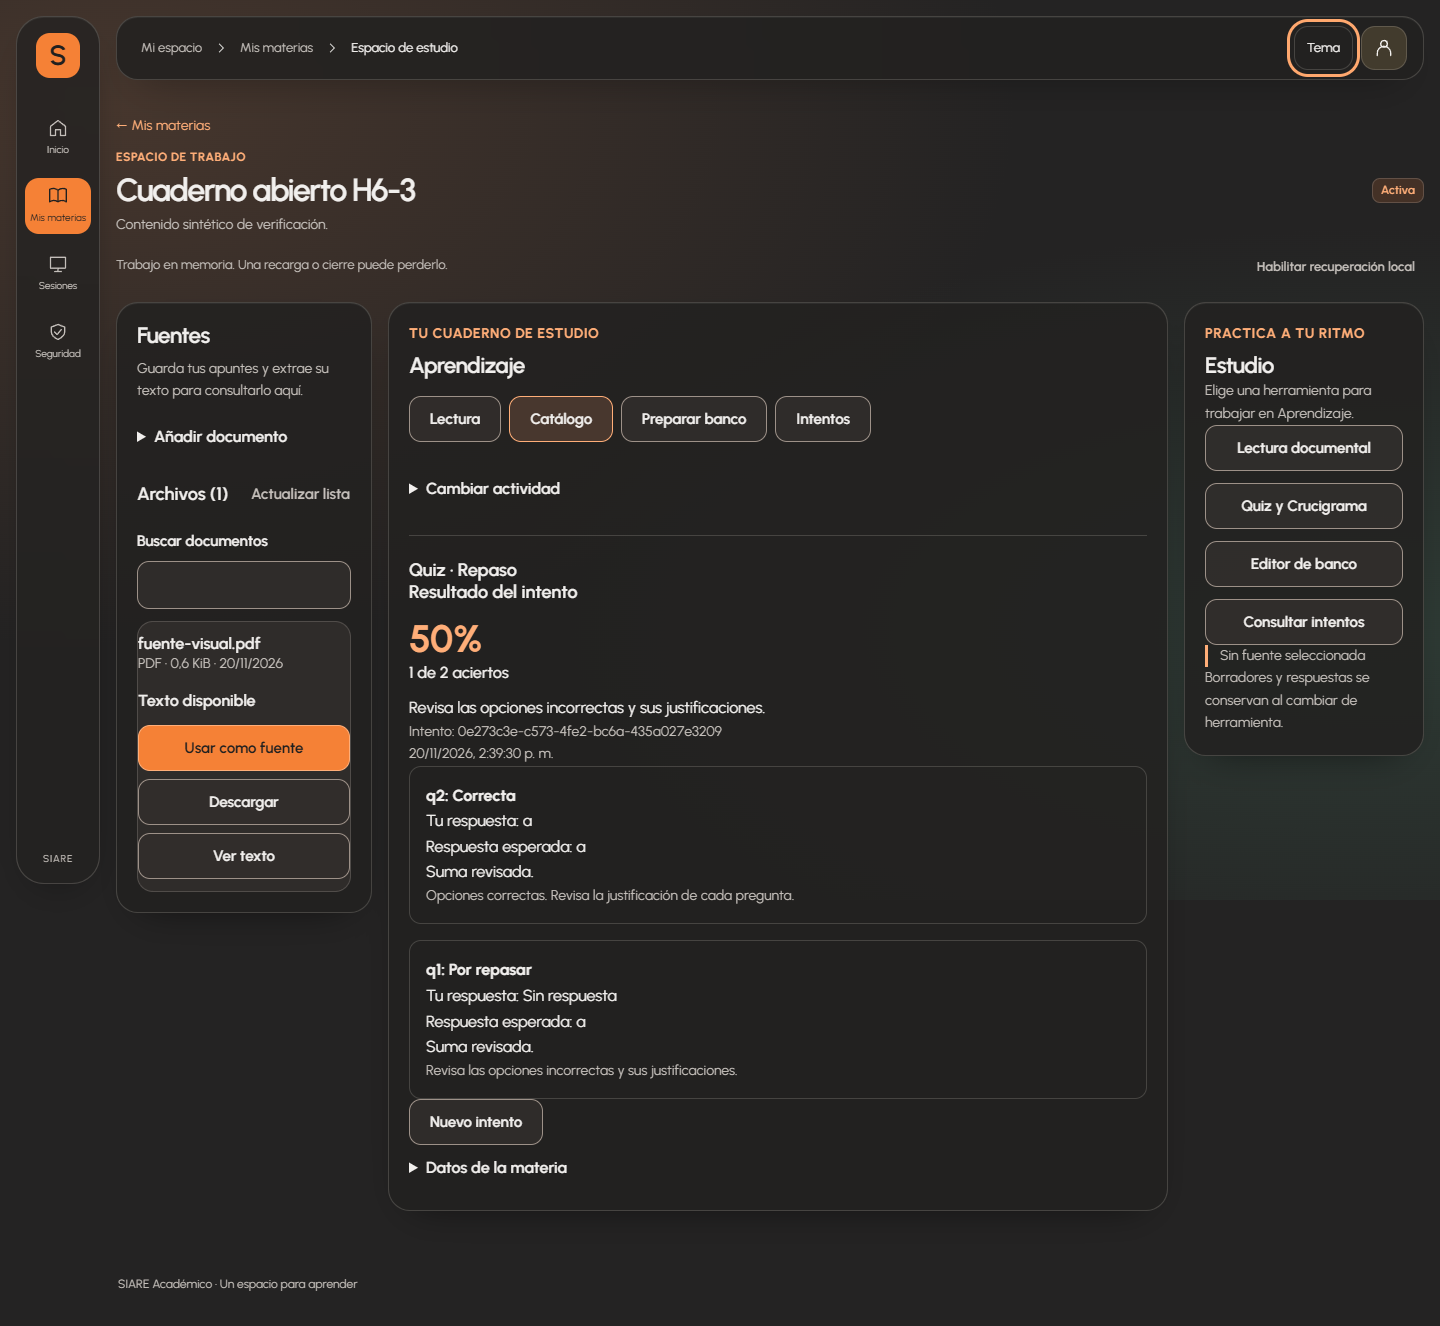 S
Inicio
Mis materias
Sesiones
Seguridad
SIARE
Mi espacio > Mis materias > Espacio de estudio
Tema
← Mis materias
ESPACIO DE TRABAJO
Cuaderno abierto H6-3
Activa
Contenido sintético de verificación.
Trabajo en memoria. Una recarga o cierre puede perderlo.
Habilitar recuperación local
Fuentes
Guarda tus apuntes y extrae su
texto para consultarlo aquí.
Añadir documento
Archivos (1)
Actualizar lista
Buscar documentos
fuente-visual.pdf
PDF · 0,6 KiB · 20/11/2026
Texto disponible
Usar como fuente
Descargar
Ver texto
TU CUADERNO DE ESTUDIO
Aprendizaje
Lectura
Catálogo
Preparar banco
Intentos
Cambiar actividad
Quiz · Repaso
Resultado del intento
50%
1 de 2 aciertos
Revisa las opciones incorrectas y sus justificaciones.
Intento: 0e273c3e-c573-4fe2-bc6a-435a027e3209
20/11/2026, 2:39:30 p. m.
q2: Correcta
Tu respuesta: a
Respuesta esperada: a
Suma revisada.
Opciones correctas. Revisa la justificación de cada pregunta.
q1: Por repasar
Tu respuesta: Sin respuesta
Respuesta esperada: a
Suma revisada.
Revisa las opciones incorrectas y sus justificaciones.
Nuevo intento
Datos de la materia
PRACTICA A TU RITMO
Estudio
Elige una herramienta para
trabajar en Aprendizaje.
Lectura documental
Quiz y Crucigrama
Editor de banco
Consultar intentos
Sin fuente seleccionada
Borradores y respuestas se
conservan al cambiar de
herramienta.
SIARE Académico · Un espacio para aprender